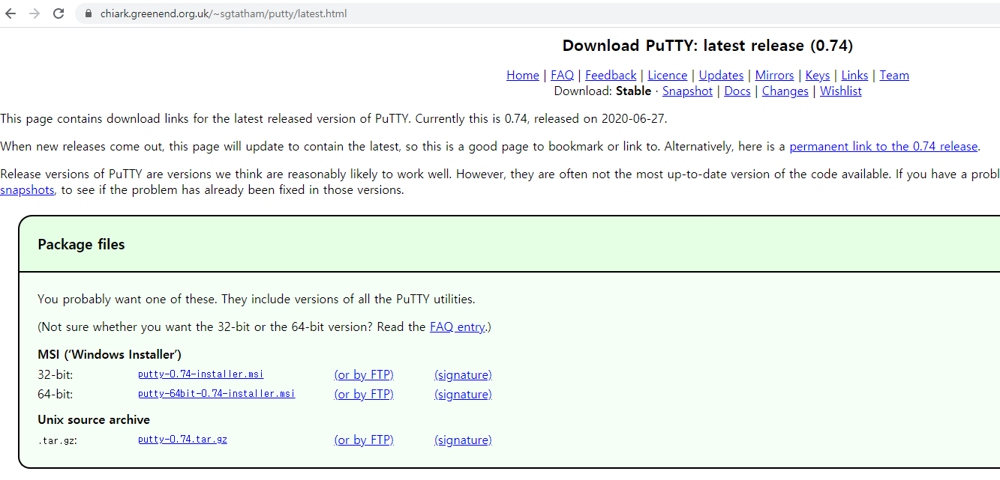 chiark.greenend.org.uk/~sgtatham/putty/latest.html
Download PuTTY: latest release (0.74)
Home | FAQ | Feedback | Licence | Updates | Mirrors | Keys | Links | Team
Download: Stable · Snapshot | Docs | Changes | Wishlist
This page contains download links for the latest released version of PuTTY. Currently this is 0.74, released on 2020-06-27.
When new releases come out, this page will update to contain the latest, so this is a good page to bookmark or link to. Alternatively, here is a permanent link to the 0.74 release.
Release versions of PuTTY are versions we think are reasonably likely to work well. However, they are often not the most up-to-date version of the code available. If you have a probl
snapshots, to see if the problem has already been fixed in those versions.
Package files
You probably want one of these. They include versions of all the PuTTY utilities.
(Not sure whether you want the 32-bit or the 64-bit version? Read the FAQ entry.)
MSI (‘Windows Installer’)
32-bit: putty-0.74-installer.msi (or by FTP) (signature)
64-bit: putty-64bit-0.74-installer.msi (or by FTP) (signature)
Unix source archive
.tar.gz: putty-0.74.tar.gz (or by FTP) (signature)